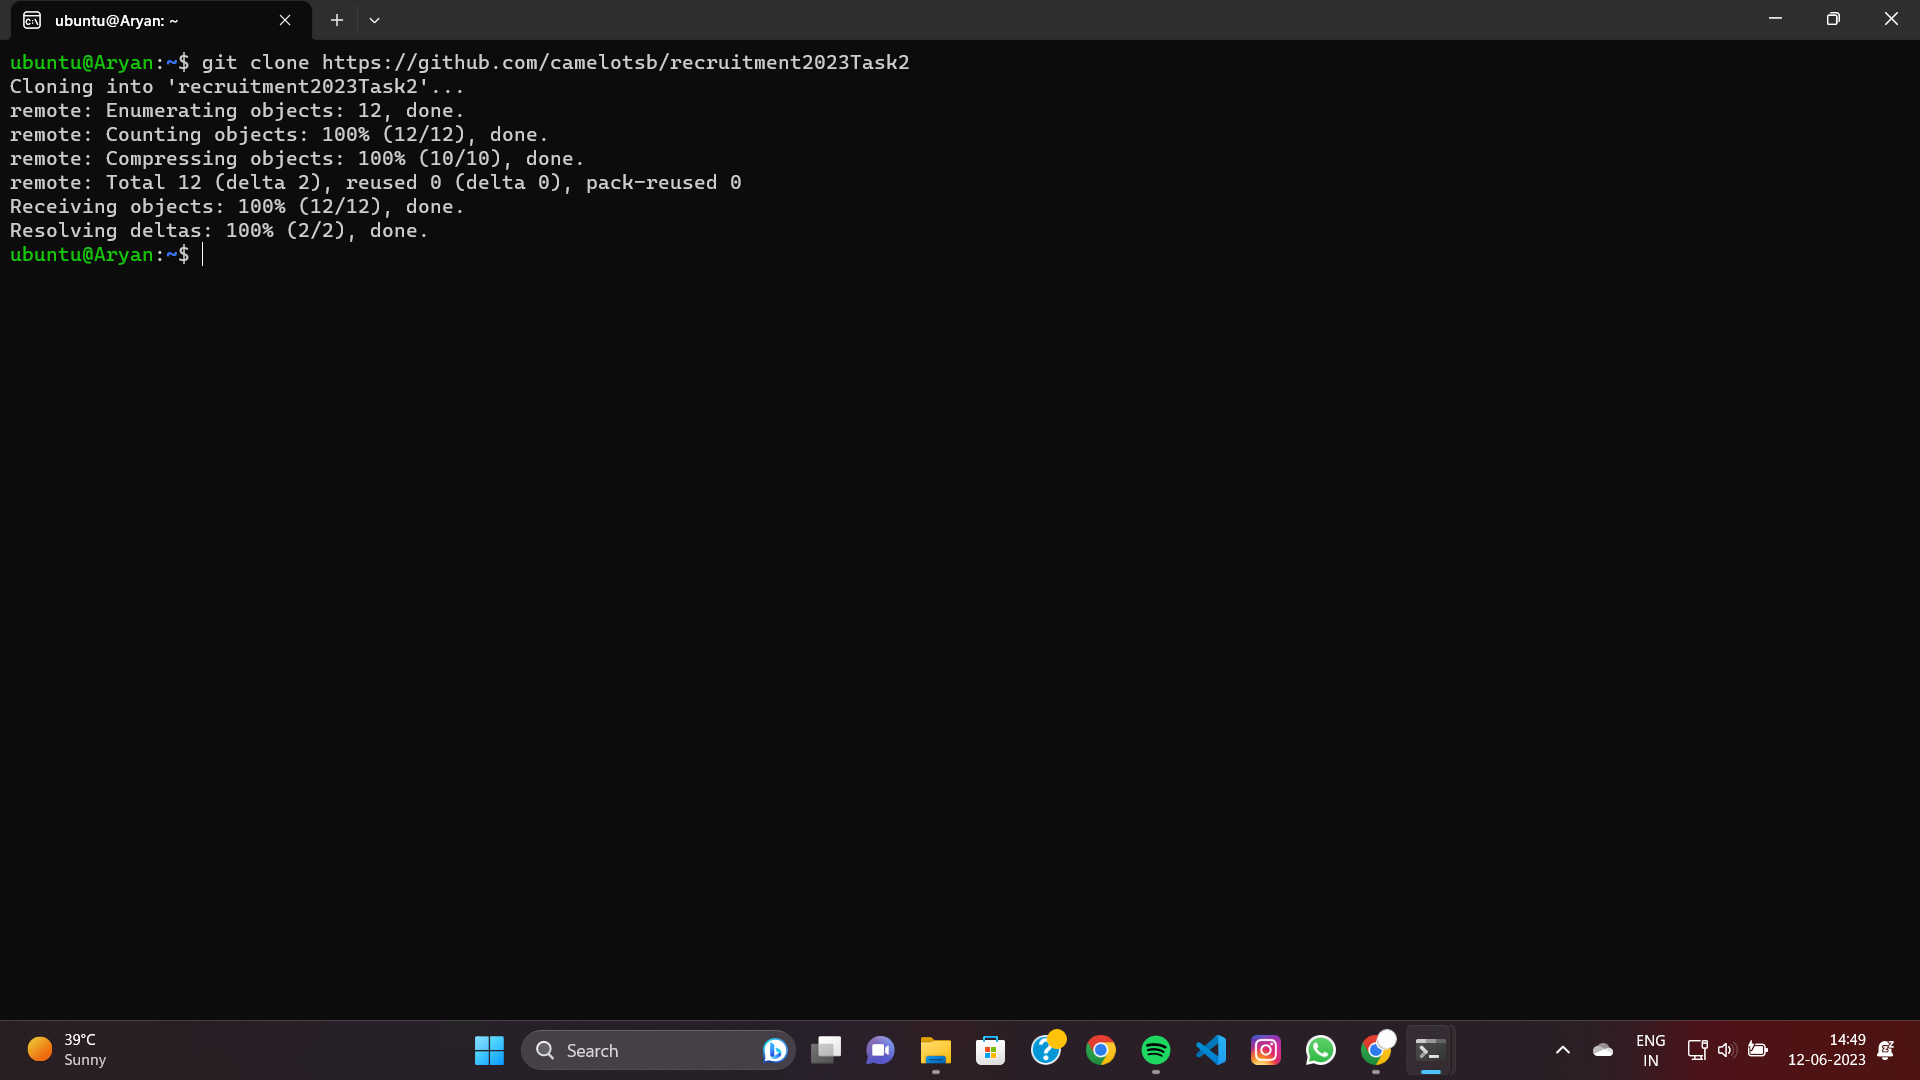 ubuntu@Aryan: ~
ubuntu@Aryan:~$ git clone https://github.com/camelotsb/recruitment2023Task2
Cloning into 'recruitment2023Task2'...
remote: Enumerating objects: 12, done.
remote: Counting objects: 100% (12/12), done.
remote: Compressing objects: 100% (10/10), done.
remote: Total 12 (delta 2), reused 0 (delta 0), pack-reused 0
Receiving objects: 100% (12/12), done.
Resolving deltas: 100% (2/2), done.
ubuntu@Aryan:~$
39°C
Sunny
Search
ENG
IN
14:49
12-06-2023